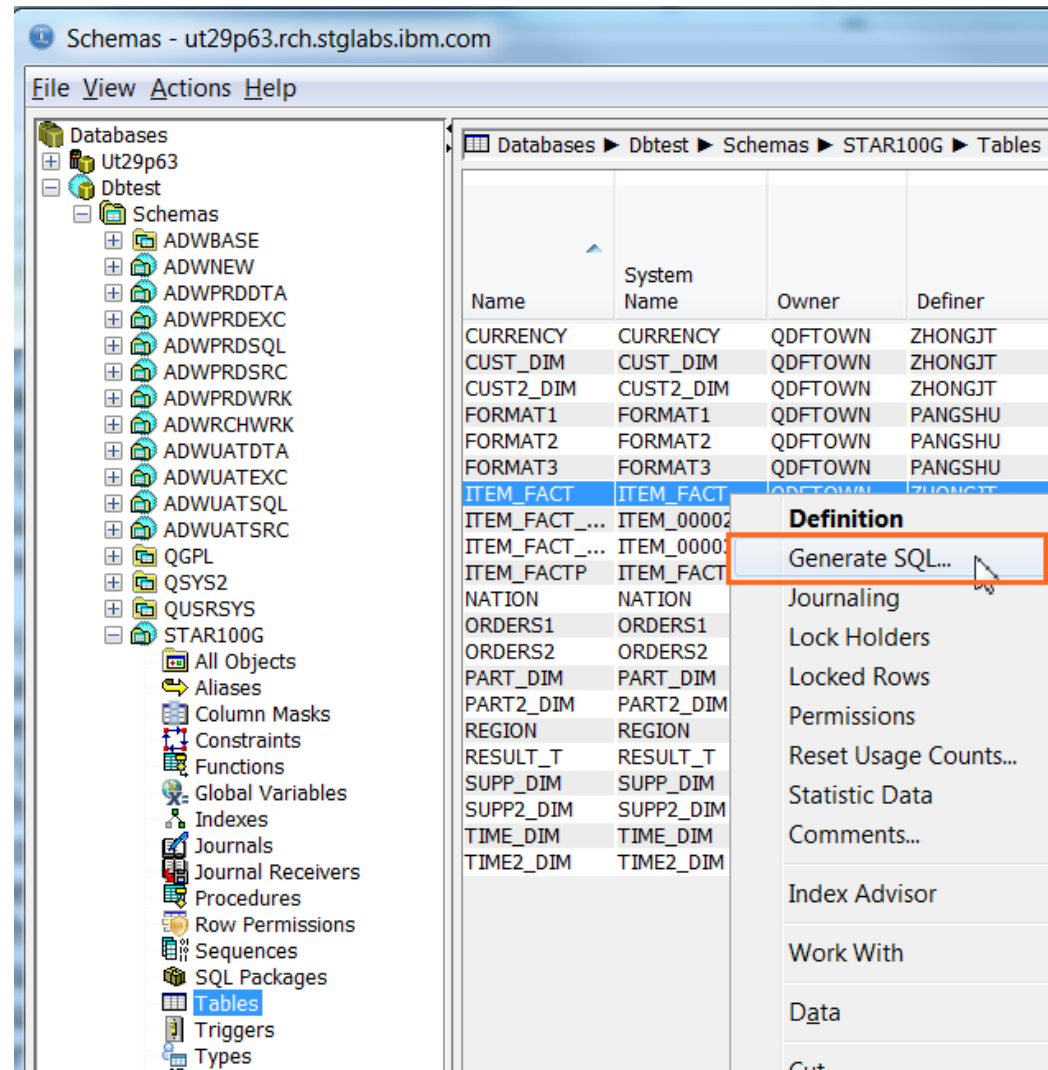 Schemas - ut29p63.rch.stglabs.ibm.com
File View Actions Help
Databases
Ut29p63
Dbtest
Schemas
ADWBASE
ADWNEW
ADWPRDDTA
ADWPRDEXC
ADWPRDSQL
ADWPRDSRC
ADWPRDWRK
ADWRCHWRK
ADWUATDTA
ADWUATEXC
ADWUATSQL
ADWUATSRC
QGPL
QSYS2
QUSRSYS
STAR100G
All Objects
Aliases
Column Masks
Constraints
Functions
Global Variables
Indexes
Journals
Journal Receivers
Procedures
Row Permissions
Sequences
SQL Packages
Tables
Triggers
Types
Databases ▶ Dbtest ▶ Schemas ▶ STAR100G ▶ Tables
Name System Name Owner Definer
CURRENCY CURRENCY QDFTOWN ZHONGJT
CUST_DIM CUST_DIM QDFTOWN ZHONGJT
CUST2_DIM CUST2_DIM QDFTOWN ZHONGJT
FORMAT1 FORMAT1 QDFTOWN PANGSHU
FORMAT2 FORMAT2 QDFTOWN PANGSHU
FORMAT3 FORMAT3 QDFTOWN PANGSHU
ITEM_FACT ITEM_FACT QDFTOWN ZHONGJT
ITEM_FACT_... ITEM_00002
ITEM_FACT_... ITEM_0000
ITEM_FACTP ITEM_FACT
NATION NATION
ORDERS1 ORDERS1
ORDERS2 ORDERS2
PART_DIM PART_DIM
PART2_DIM PART2_DIM
REGION REGION
RESULT_T RESULT_T
SUPP_DIM SUPP_DIM
SUPP2_DIM SUPP2_DIM
TIME_DIM TIME_DIM
TIME2_DIM TIME2_DIM
Definition
Generate SQL...
Journaling
Lock Holders
Locked Rows
Permissions
Reset Usage Counts...
Statistic Data
Comments...
Index Advisor
Work With
Data